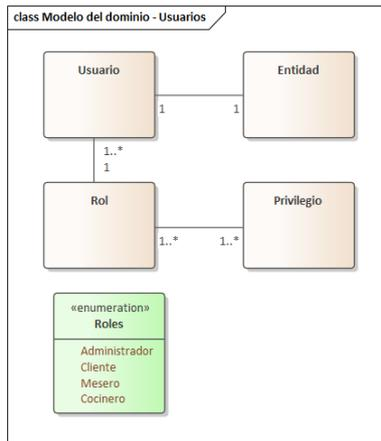 class Modelo del dominio - Usuarios
Usuario
Entidad
1
1
1..*
1
Rol
Privilegio
1..*
1..*
«enumeration»
Roles
Administrador
Cliente
Mesero
Cocinero